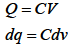 Q = CV
dq = Cdv